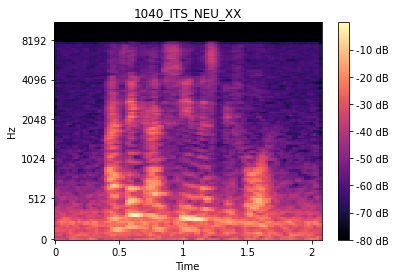 1040_ITS_NEU_XX
8192
4096
2048
1024
512
0
Hz
0
0.5
1
1.5
2
Time
-10 dB
-20 dB
-30 dB
-40 dB
-50 dB
-60 dB
-70 dB
-80 dB